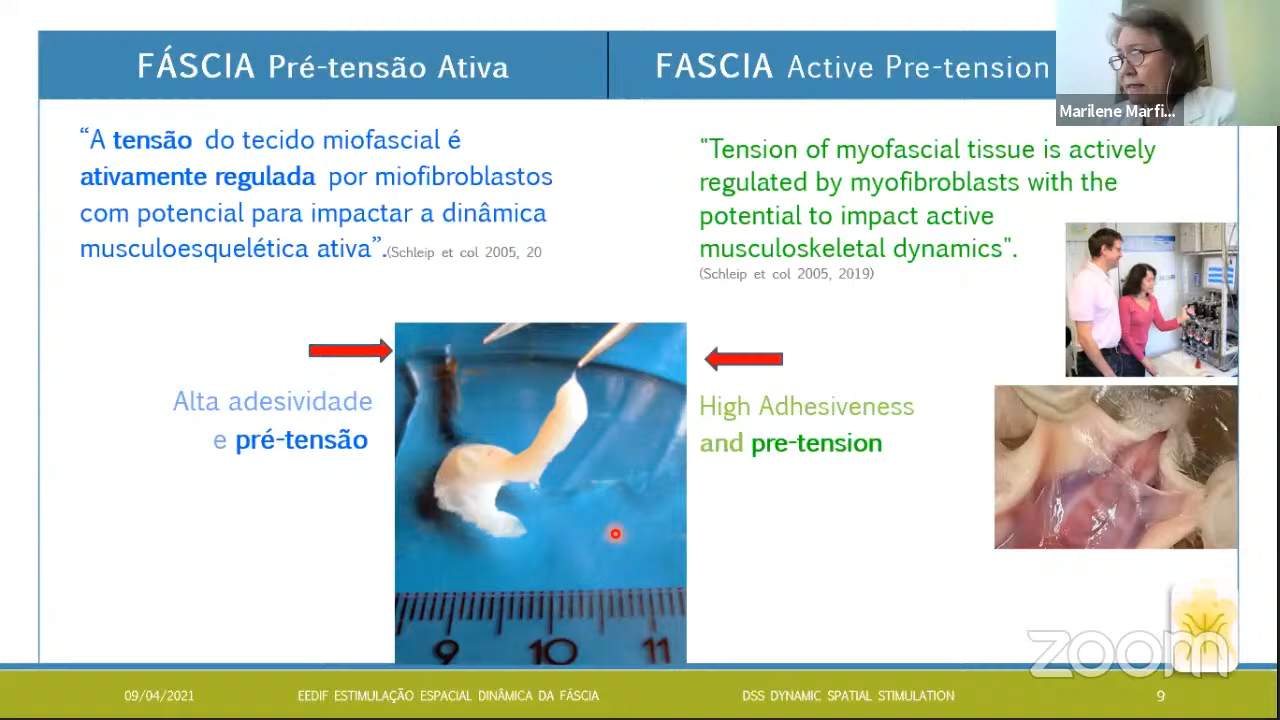 FÁSCIA Pré-tensão Ativa
FASCIA Active Pre-tension
Marilene Marfi...
“A tensão do tecido miofascial é
ativamente regulada por miofibroblastos
com potencial para impactar a dinâmica
musculoesquelética ativa”.(Schleip et col 2005, 20
"Tension of myofascial tissue is actively
regulated by myofibroblasts with the
potential to impact active
musculoskeletal dynamics".
(Schleip et col 2005, 2019)
Alta adesividade
e pré-tensão
High Adhesiveness
and pre-tension
9 10 11
zoom
09/04/2021
EEDIF ESTIMULAÇÃO ESPACIAL DINÂMICA DA FÁSCIA
DSS DYNAMIC SPATIAL STIMULATION
9